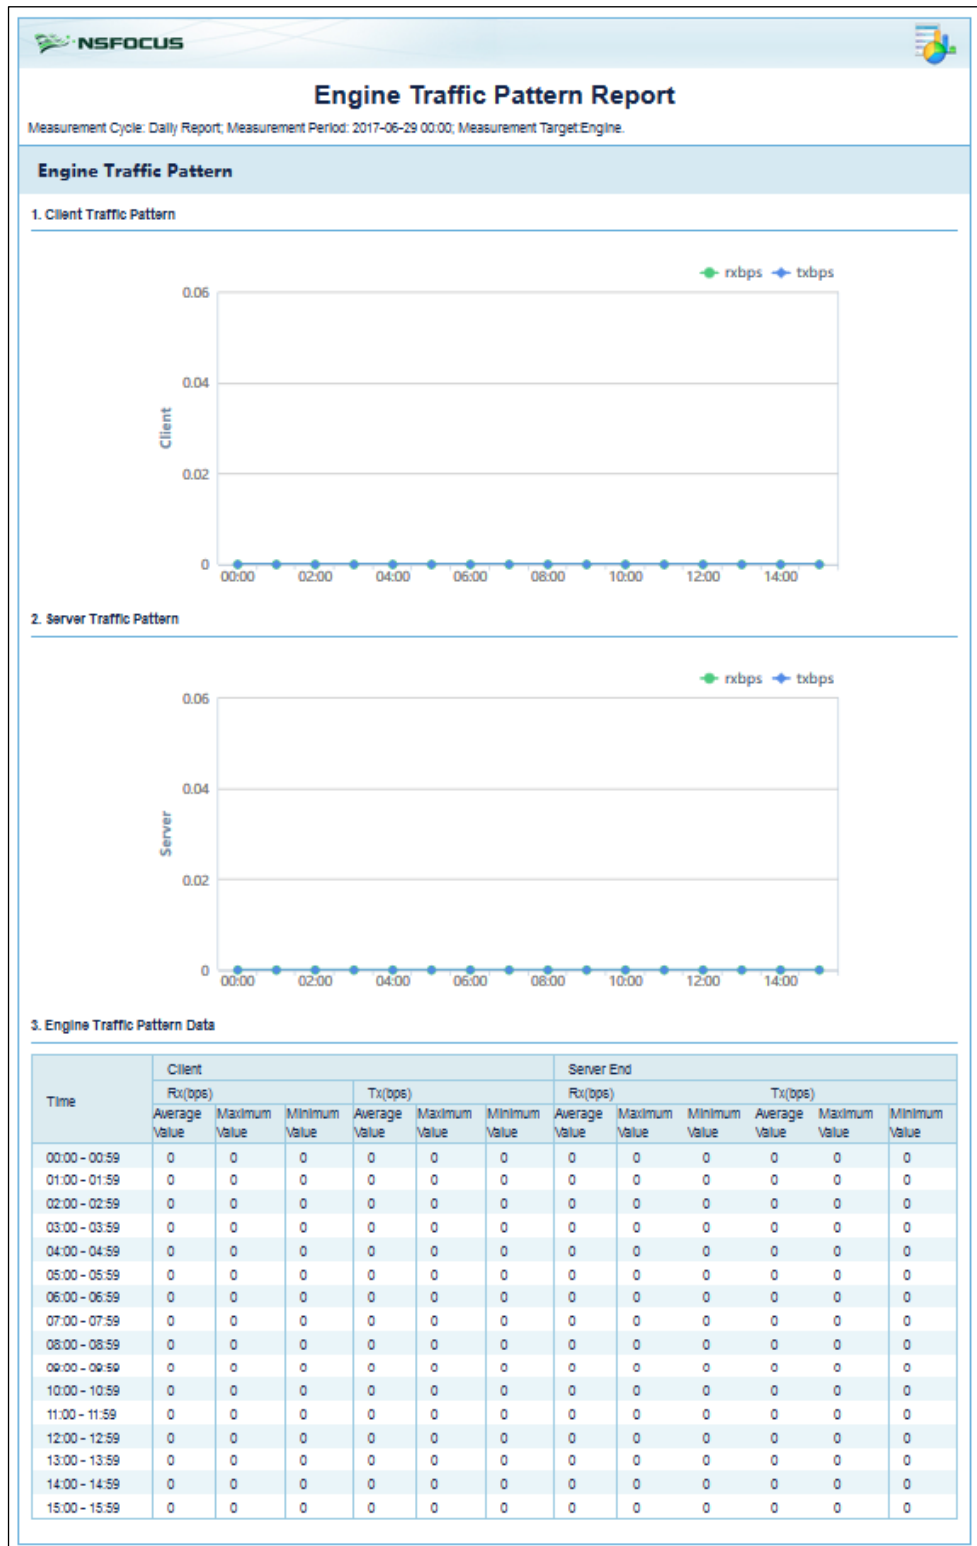 NSFOCUS
Engine Traffic Pattern Report
Measurement Cycle: Daily Report; Measurement Period: 2017-06-29 00:00; Measurement Target:Engine.
Engine Traffic Pattern
1. Client Traffic Pattern
rxbps txbps
0.06
0.04
Client
0.02
0
00:00 02:00 04:00 06:00 08:00 10:00 12:00 14:00
2. Server Traffic Pattern
rxbps txbps
0.06
0.04
Server
0.02
0
00:00 02:00 04:00 06:00 08:00 10:00 12:00 14:00
3. Engine Traffic Pattern Data
Time Client Server End
Rx(bps) Tx(bps) Rx(bps) Tx(bps)
Average Value Maximum Value Minimum Value Average Value Maximum Value Minimum Value Average Value Maximum Value Minimum Value Average Value Maximum Value Minimum Value
00:00 - 00:59 0 0 0 0 0 0 0 0 0 0 0 0
01:00 - 01:59 0 0 0 0 0 0 0 0 0 0 0 0
02:00 - 02:59 0 0 0 0 0 0 0 0 0 0 0 0
03:00 - 03:59 0 0 0 0 0 0 0 0 0 0 0 0
04:00 - 04:59 0 0 0 0 0 0 0 0 0 0 0 0
05:00 - 05:59 0 0 0 0 0 0 0 0 0 0 0 0
06:00 - 06:59 0 0 0 0 0 0 0 0 0 0 0 0
07:00 - 07:59 0 0 0 0 0 0 0 0 0 0 0 0
08:00 - 08:59 0 0 0 0 0 0 0 0 0 0 0 0
09:00 - 09:59 0 0 0 0 0 0 0 0 0 0 0 0
10:00 - 10:59 0 0 0 0 0 0 0 0 0 0 0 0
11:00 - 11:59 0 0 0 0 0 0 0 0 0 0 0 0
12:00 - 12:59 0 0 0 0 0 0 0 0 0 0 0 0
13:00 - 13:59 0 0 0 0 0 0 0 0 0 0 0 0
14:00 - 14:59 0 0 0 0 0 0 0 0 0 0 0 0
15:00 - 15:59 0 0 0 0 0 0 0 0 0 0 0 0